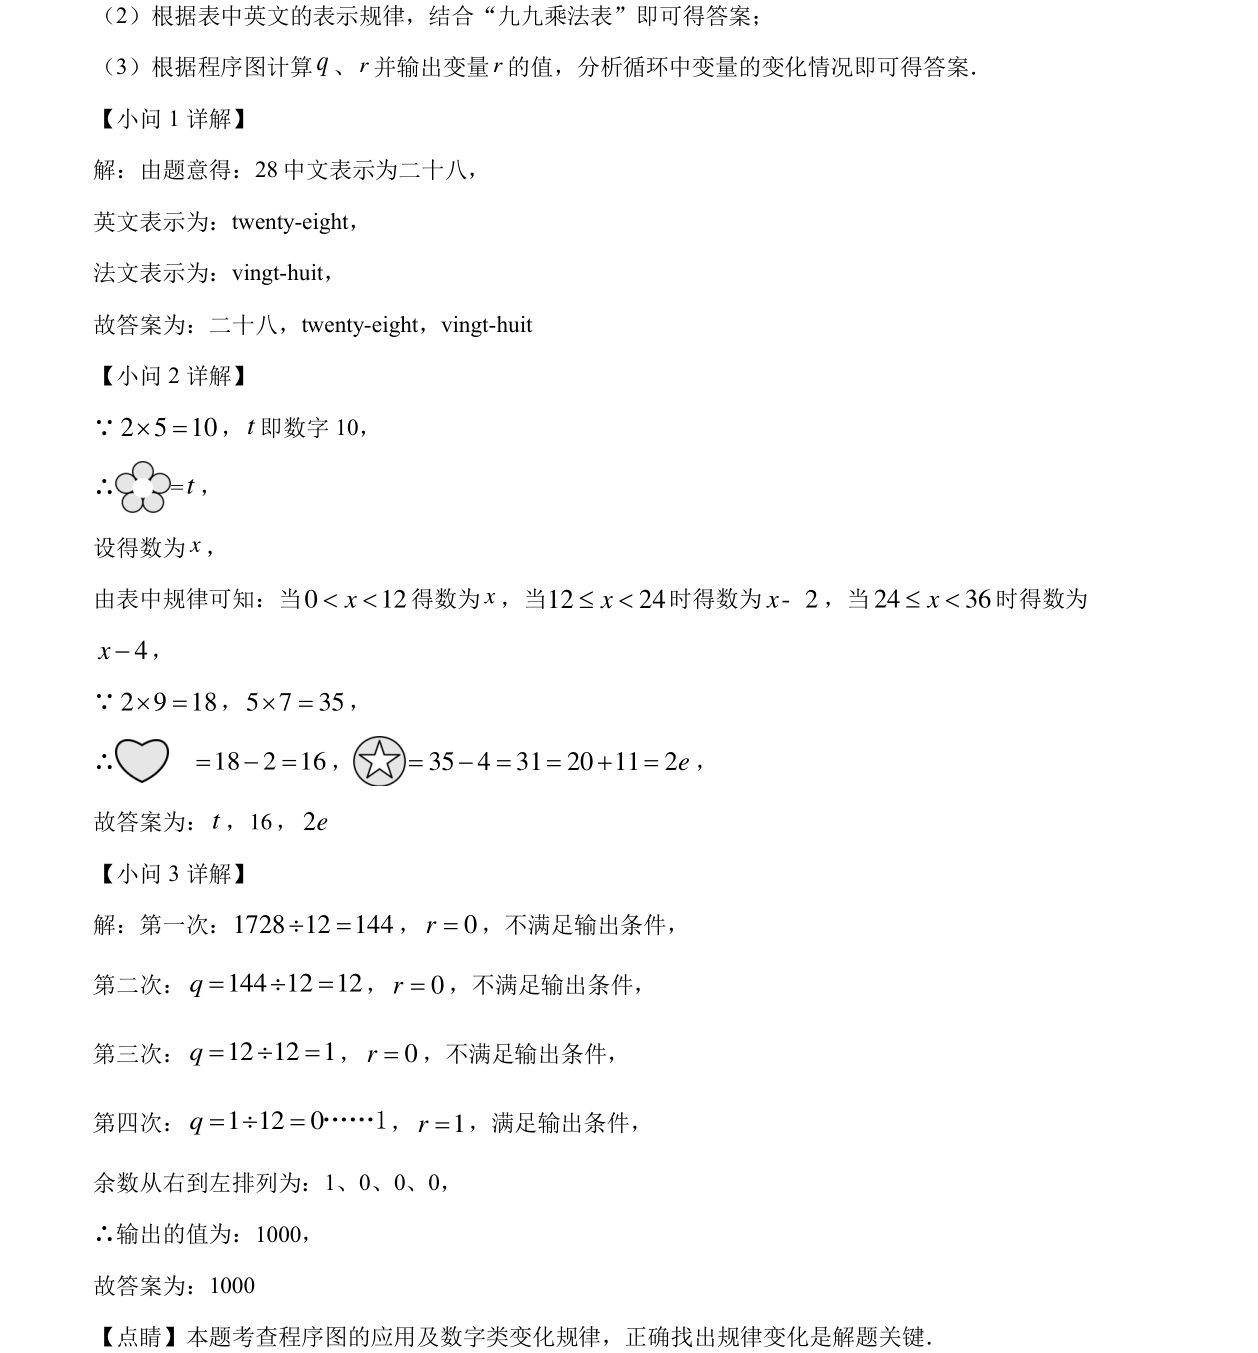 （2）根据表中英文的表示规律，结合“九九乘法表”即可得答案；
（3）根据程序图计算q、r并输出变量r的值，分析循环中变量的变化情况即可得答案．
【小问1详解】
解：由题意得：28中文表示为二十八，
英文表示为：twenty-eight，
法文表示为：vingt-huit，
故答案为：二十八，twenty-eight，vingt-huit
【小问2详解】
∵2×5=10，t即数字10，
∴=t，
设得数为x，
由表中规律可知：当0<x<12得数为x，当12≤x<24时得数为x- 2，当24≤x<36时得数为
x−4，
∵2×9=18，5×7=35，
∴ =18−2=16，=35−4=31=20+11=2e，
故答案为：t，16，2e
【小问3详解】
解：第一次：1728÷12=144，r=0，不满足输出条件，
第二次：q=144÷12=12，r=0，不满足输出条件，
第三次：q=12÷12=1，r=0，不满足输出条件，
第四次：q=1÷12=0……1，r=1，满足输出条件，
余数从右到左排列为：1、0、0、0，
∴输出的值为：1000，
故答案为：1000
【点睛】本题考查程序图的应用及数字类变化规律，正确找出规律变化是解题关键．